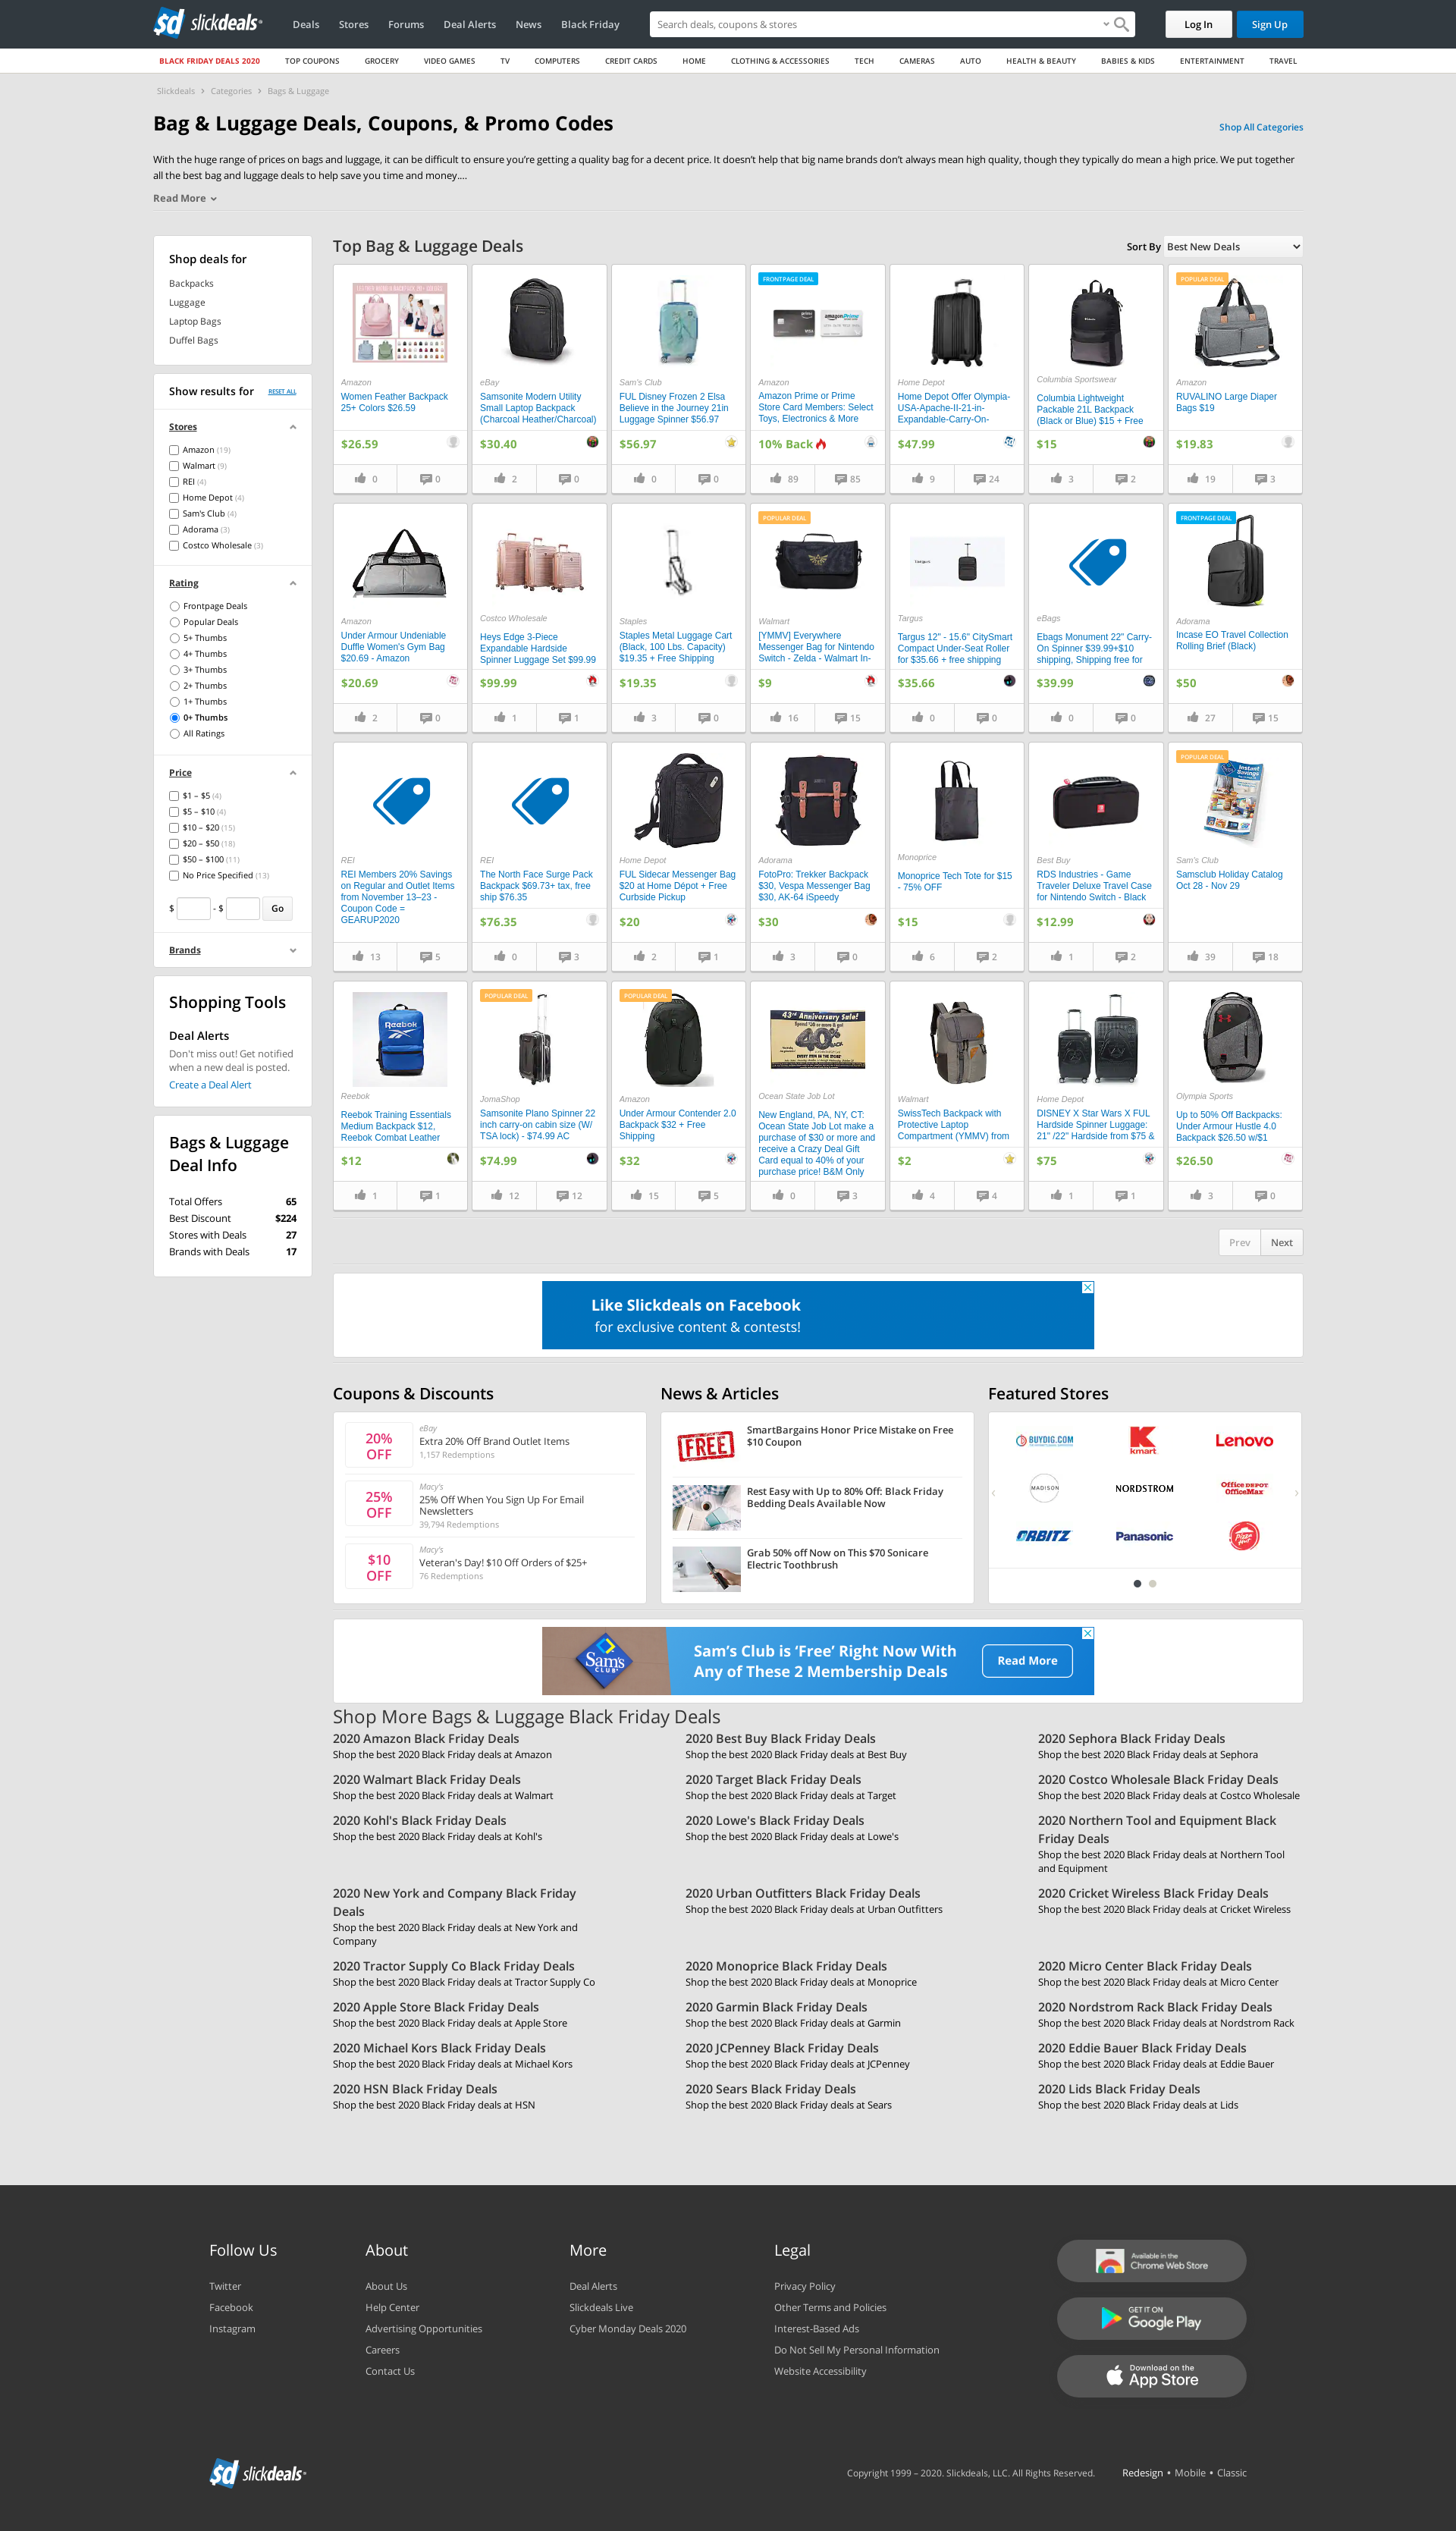 sd slickdeals
Deals Stores Forums Deal Alerts News Black Friday
Search deals, coupons & stores
Log In Sign Up
BLACK FRIDAY DEALS 2020 TOP COUPONS GROCERY VIDEO GAMES TV COMPUTERS CREDIT CARDS HOME CLOTHING & ACCESSORIES TECH CAMERAS AUTO HEALTH & BEAUTY BABIES & KIDS ENTERTAINMENT TRAVEL
Slickdeals › Categories › Bags & Luggage
Bag & Luggage Deals, Coupons, & Promo Codes
Shop All Categories
With the huge range of prices on bags and luggage, it can be difficult to ensure you're getting a quality bag for a decent price. It doesn't help that big name brands don't always mean high quality, though they typically do mean a high price. We put together
all the best bag and luggage deals to help save you time and money....
Read More
Shop deals for
Backpacks
Luggage
Laptop Bags
Duffel Bags
Show results for RESET ALL
Stores
Amazon (19)
Walmart (9)
REI (4)
Home Depot (4)
Sam's Club (4)
Adorama (3)
Costco Wholesale (3)
Rating
Frontpage Deals
Popular Deals
5+ Thumbs
4+ Thumbs
3+ Thumbs
2+ Thumbs
1+ Thumbs
0+ Thumbs
All Ratings
Price
$1 – $5 (4)
$5 – $10 (4)
$10 – $20 (15)
$20 – $50 (18)
$50 – $100 (11)
No Price Specified (13)
$ - $ Go
Brands
Shopping Tools
Deal Alerts
Don't miss out! Get notified
when a new deal is posted.
Create a Deal Alert
Bags & Luggage
Deal Info
Total Offers 65
Best Discount $224
Stores with Deals 27
Brands with Deals 17
Top Bag & Luggage Deals
Sort By Best New Deals
Amazon
Women Feather Backpack
25+ Colors $26.59
$26.59
0 0
eBay
Samsonite Modern Utility
Small Laptop Backpack
(Charcoal Heather/Charcoal)
$30.40
2 0
Sam's Club
FUL Disney Frozen 2 Elsa
Believe in the Journey 21in
Luggage Spinner $56.97
$56.97
0 0
FRONTPAGE DEAL
amazonPrime
Amazon
Amazon Prime or Prime
Store Card Members: Select
Toys, Electronics & More
10% Back
89 85
Home Depot
Home Depot Offer Olympia-
USA-Apache-II-21-in-
Expandable-Carry-On-
$47.99
9 24
Columbia Sportswear
Columbia Lightweight
Packable 21L Backpack
(Black or Blue) $15 + Free
$15
3 2
POPULAR DEAL
Amazon
RUVALINO Large Diaper
Bags $19
$19.83
19 3
Amazon
Under Armour Undeniable
Duffle Women's Gym Bag
$20.69 - Amazon
$20.69
2 0
Costco Wholesale
Heys Edge 3-Piece
Expandable Hardside
Spinner Luggage Set $99.99
$99.99
1 1
Staples
Staples Metal Luggage Cart
(Black, 100 Lbs. Capacity)
$19.35 + Free Shipping
$19.35
3 0
POPULAR DEAL
Walmart
[YMMV] Everywhere
Messenger Bag for Nintendo
Switch - Zelda - Walmart In-
$9
16 15
Targus
Targus 12" - 15.6" CitySmart
Compact Under-Seat Roller
for $35.66 + free shipping
$35.66
0 0
eBags
Ebags Monument 22" Carry-
On Spinner $39.99+$10
shipping, Shipping free for
$39.99
0 0
FRONTPAGE DEAL
Adorama
Incase EO Travel Collection
Rolling Brief (Black)
$50
27 15
REI
REI Members 20% Savings
on Regular and Outlet Items
from November 13–23 -
Coupon Code =
GEARUP2020
13 5
REI
The North Face Surge Pack
Backpack $69.73+ tax, free
ship $76.35
$76.35
0 3
Home Depot
FUL Sidecar Messenger Bag
$20 at Home Dépot + Free
Curbside Pickup
$20
2 1
Adorama
FotoPro: Trekker Backpack
$30, Vespa Messenger Bag
$30, AK-64 iSpeedy
$30
3 0
Monoprice
Monoprice Tech Tote for $15
- 75% OFF
$15
6 2
Best Buy
RDS Industries - Game
Traveler Deluxe Travel Case
for Nintendo Switch - Black
$12.99
1 2
POPULAR DEAL
Instant
Savings
Sam's Club
Samsclub Holiday Catalog
Oct 28 - Nov 29
39 18
Reebok
Reebok
Reebok Training Essentials
Medium Backpack $12,
Reebok Combat Leather
$12
1 1
POPULAR DEAL
JomaShop
Samsonite Plano Spinner 22
inch carry-on cabin size (W/
TSA lock) - $74.99 AC
$74.99
12 12
POPULAR DEAL
Amazon
Under Armour Contender 2.0
Backpack $32 + Free
Shipping
$32
15 5
43rd Anniversary Sale!
40%
Ocean State Job Lot
New England, PA, NY, CT:
Ocean State Job Lot make a
purchase of $30 or more and
receive a Crazy Deal Gift
Card equal to 40% of your
purchase price! B&M Only
0 3
Walmart
SwissTech Backpack with
Protective Laptop
Compartment (YMMV) from
$2
4 4
Home Depot
DISNEY X Star Wars X FUL
Hardside Spinner Luggage:
21" /22" Hardside from $75 &
$75
1 1
Olympia Sports
Up to 50% Off Backpacks:
Under Armour Hustle 4.0
Backpack $26.50 w/$1
$26.50
3 0
Prev Next
Like Slickdeals on Facebook
for exclusive content & contests!
Coupons & Discounts
20%
OFF
eBay
Extra 20% Off Brand Outlet Items
1,157 Redemptions
25%
OFF
Macy's
25% Off When You Sign Up For Email
Newsletters
39,794 Redemptions
$10
OFF
Macy's
Veteran's Day! $10 Off Orders of $25+
76 Redemptions
News & Articles
FREE
SmartBargains Honor Price Mistake on Free
$10 Coupon
Rest Easy with Up to 80% Off: Black Friday
Bedding Deals Available Now
Grab 50% off Now on This $70 Sonicare
Electric Toothbrush
Featured Stores
BUYDIG.COM
K
kmart
Lenovo
MADISON
NORDSTROM
Office DEPOT
OfficeMax
ORBITZ
Panasonic
Pizza Hut
Sam's
CLUB
Sam's Club is ‘Free’ Right Now With
Any of These 2 Membership Deals
Read More
Shop More Bags & Luggage Black Friday Deals
2020 Amazon Black Friday Deals
Shop the best 2020 Black Friday deals at Amazon
2020 Best Buy Black Friday Deals
Shop the best 2020 Black Friday deals at Best Buy
2020 Sephora Black Friday Deals
Shop the best 2020 Black Friday deals at Sephora
2020 Walmart Black Friday Deals
Shop the best 2020 Black Friday deals at Walmart
2020 Target Black Friday Deals
Shop the best 2020 Black Friday deals at Target
2020 Costco Wholesale Black Friday Deals
Shop the best 2020 Black Friday deals at Costco Wholesale
2020 Kohl's Black Friday Deals
Shop the best 2020 Black Friday deals at Kohl's
2020 Lowe's Black Friday Deals
Shop the best 2020 Black Friday deals at Lowe's
2020 Northern Tool and Equipment Black
Friday Deals
Shop the best 2020 Black Friday deals at Northern Tool
and Equipment
2020 New York and Company Black Friday
Deals
Shop the best 2020 Black Friday deals at New York and
Company
2020 Urban Outfitters Black Friday Deals
Shop the best 2020 Black Friday deals at Urban Outfitters
2020 Cricket Wireless Black Friday Deals
Shop the best 2020 Black Friday deals at Cricket Wireless
2020 Tractor Supply Co Black Friday Deals
Shop the best 2020 Black Friday deals at Tractor Supply Co
2020 Monoprice Black Friday Deals
Shop the best 2020 Black Friday deals at Monoprice
2020 Micro Center Black Friday Deals
Shop the best 2020 Black Friday deals at Micro Center
2020 Apple Store Black Friday Deals
Shop the best 2020 Black Friday deals at Apple Store
2020 Garmin Black Friday Deals
Shop the best 2020 Black Friday deals at Garmin
2020 Nordstrom Rack Black Friday Deals
Shop the best 2020 Black Friday deals at Nordstrom Rack
2020 Michael Kors Black Friday Deals
Shop the best 2020 Black Friday deals at Michael Kors
2020 JCPenney Black Friday Deals
Shop the best 2020 Black Friday deals at JCPenney
2020 Eddie Bauer Black Friday Deals
Shop the best 2020 Black Friday deals at Eddie Bauer
2020 HSN Black Friday Deals
Shop the best 2020 Black Friday deals at HSN
2020 Sears Black Friday Deals
Shop the best 2020 Black Friday deals at Sears
2020 Lids Black Friday Deals
Shop the best 2020 Black Friday deals at Lids
Follow Us
Twitter
Facebook
Instagram
About
About Us
Help Center
Advertising Opportunities
Careers
Contact Us
More
Deal Alerts
Slickdeals Live
Cyber Monday Deals 2020
Legal
Privacy Policy
Other Terms and Policies
Interest-Based Ads
Do Not Sell My Personal Information
Website Accessibility
Available in the
Chrome Web Store
GET IT ON
Google Play
Download on the
App Store
sd slickdeals
Copyright 1999 – 2020. Slickdeals, LLC. All Rights Reserved. Redesign • Mobile • Classic